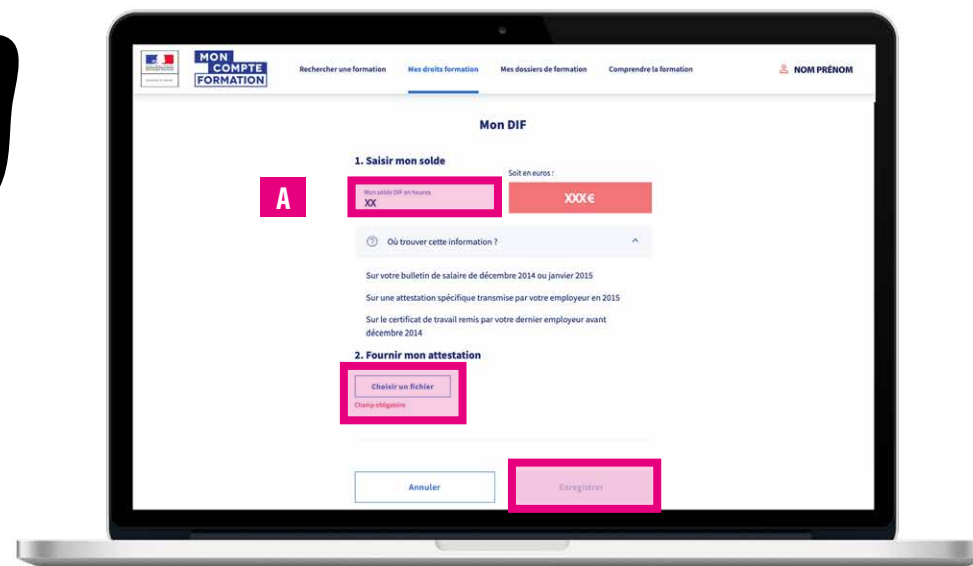 MON
COMPTE
FORMATION
Rechercher une formation
Mes droits formation
Mes dossiers de formation
Comprendre la formation
NOM PRÉNOM
Mon DIF
1. Saisir mon solde
Soit en euros :
A
Mon solde DIF en heures
XX
XXX €
Où trouver cette information ?
Sur votre bulletin de salaire de décembre 2014 ou janvier 2015
Sur une attestation spécifique transmise par votre employeur en 2015
Sur le certificat de travail remis par votre dernier employeur avant
décembre 2014
2. Fournir mon attestation
Choisir un fichier
Champ obligatoire
Annuler
Enregistrer